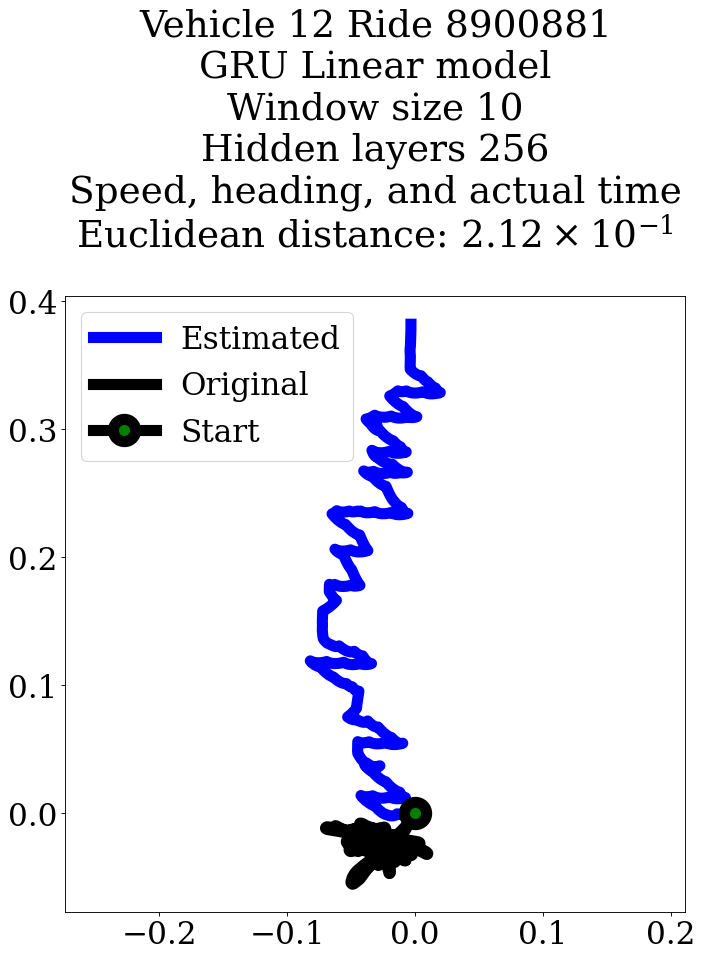 Vehicle 12 Ride 8900881
GRU Linear model
Window size 10
Hidden layers 256
Speed, heading, and actual time
Euclidean distance: 2.12 × 10⁻¹
Estimated
Original
Start
0.4
0.3
0.2
0.1
0.0
−0.2 −0.1 0.0 0.1 0.2